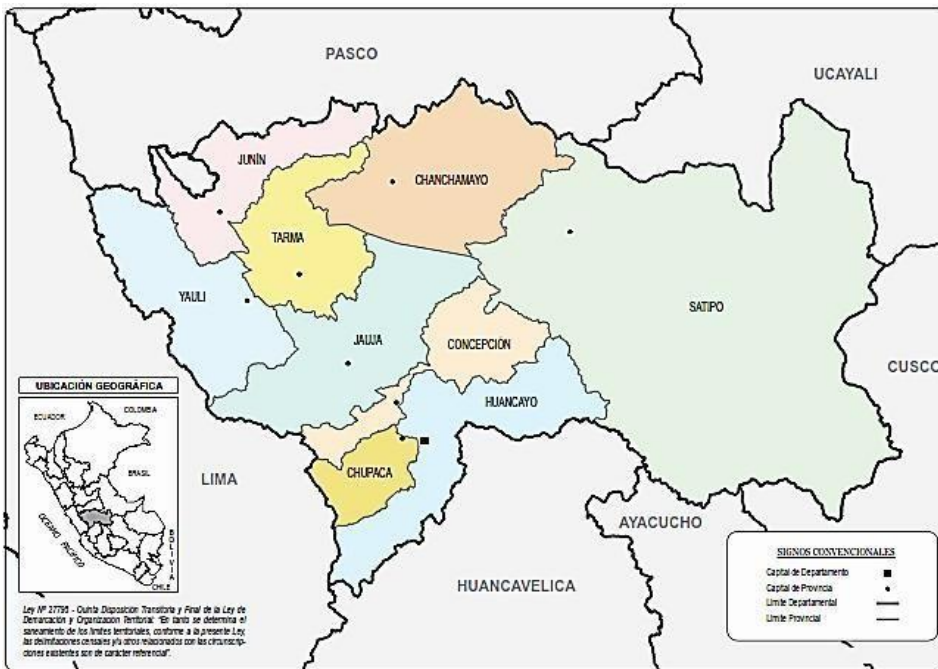 PASCO
UCAYALI
JUNÍN
CHANCHAMAYO
TARMA
YAULI
SATIPO
JAUJA
CONCEPCIÓN
CUSCO
HUANCAYO
UBICACIÓN GEOGRÁFICA
ECUADOR
COLOMBIA
BRASIL
OCEANO PACÍFICO
BOLIVIA
CHILE
LIMA
CHUPACA
AYACUCHO
HUANCAVELICA
SIGNOS CONVENCIONALES
Capital de Departamento
Capital de Provincia
Límite Departamental
Límite Provincial
Ley Nº 27795 - Quinta Disposición Transitoria y Final de la Ley de
Demarcación y Organización Territorial: "En tanto se determina el
saneamiento de los límites territoriales, conforme a la presente Ley,
las delimitaciones censales y/u otros relacionados con las circunscrip-
ciones existentes son de carácter referencial".